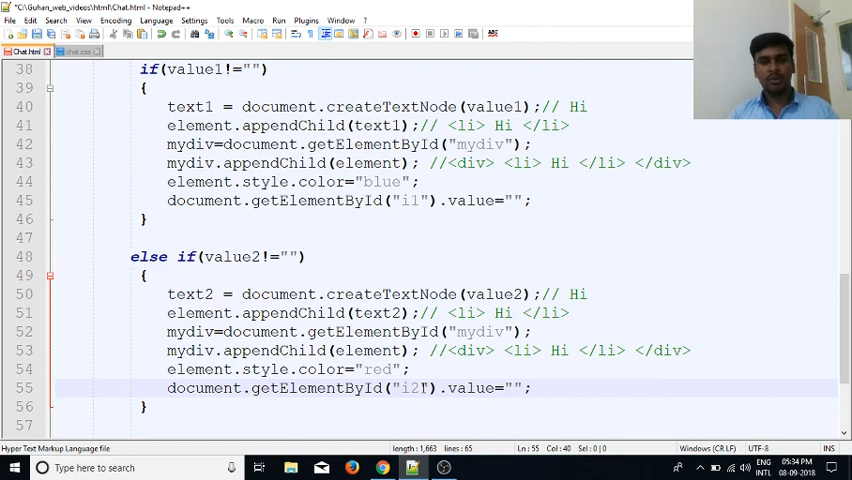 *C:\Guhan_web_videos\html\Chat.html - Notepad++
File Edit Search View Encoding Language Settings Tools Macro Run Plugins Window ?
Chat.html chat.css
38 if(value1!="")
39 {
40 text1 = document.createTextNode(value1);// Hi
41 element.appendChild(text1);// <li> Hi </li>
42 mydiv=document.getElementById("mydiv");
43 mydiv.appendChild(element); //<div> <li> Hi </li> </div>
44 element.style.color="blue";
45 document.getElementById("i1").value="";
46 }
47
48 else if(value2!="")
49 {
50 text2 = document.createTextNode(value2);// Hi
51 element.appendChild(text2);// <li> Hi </li>
52 mydiv=document.getElementById("mydiv");
53 mydiv.appendChild(element); //<div> <li> Hi </li> </div>
54 element.style.color="red";
55 document.getElementById("i2").value="";
56 }
57
Hyper Text Markup Language file length : 1,663 lines : 65 Ln : 55 Col : 40 Sel : 0 | 0 Windows (CR LF) UTF-8 INS
Type here to search
ENG
INTL
05:34 PM
08-09-2018